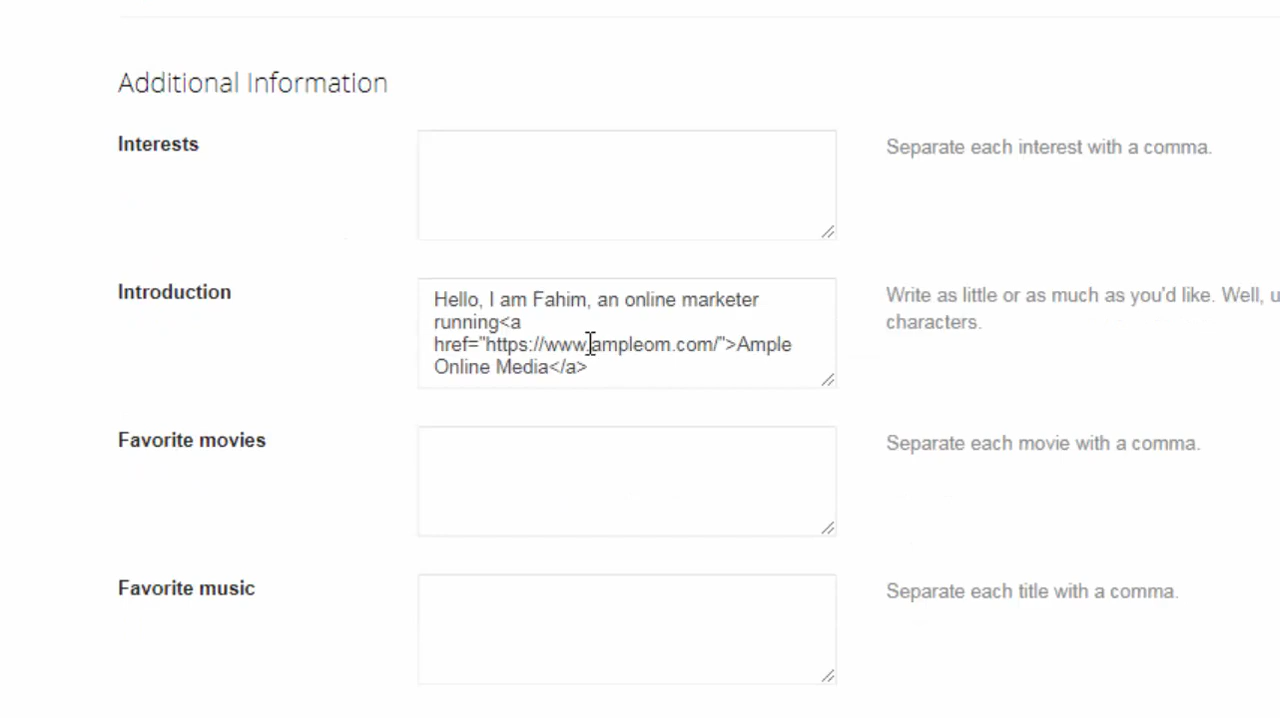 Additional Information
Interests
Separate each interest with a comma.
Introduction
Hello, I am Fahim, an online marketer
running<a
href="https://www.ampleom.com/">Ample
Online Media</a>
Write as little or as much as you'd like. Well, u
characters.
Favorite movies
Separate each movie with a comma.
Favorite music
Separate each title with a comma.